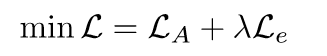 min ℒ = ℒ_A + λℒ_e